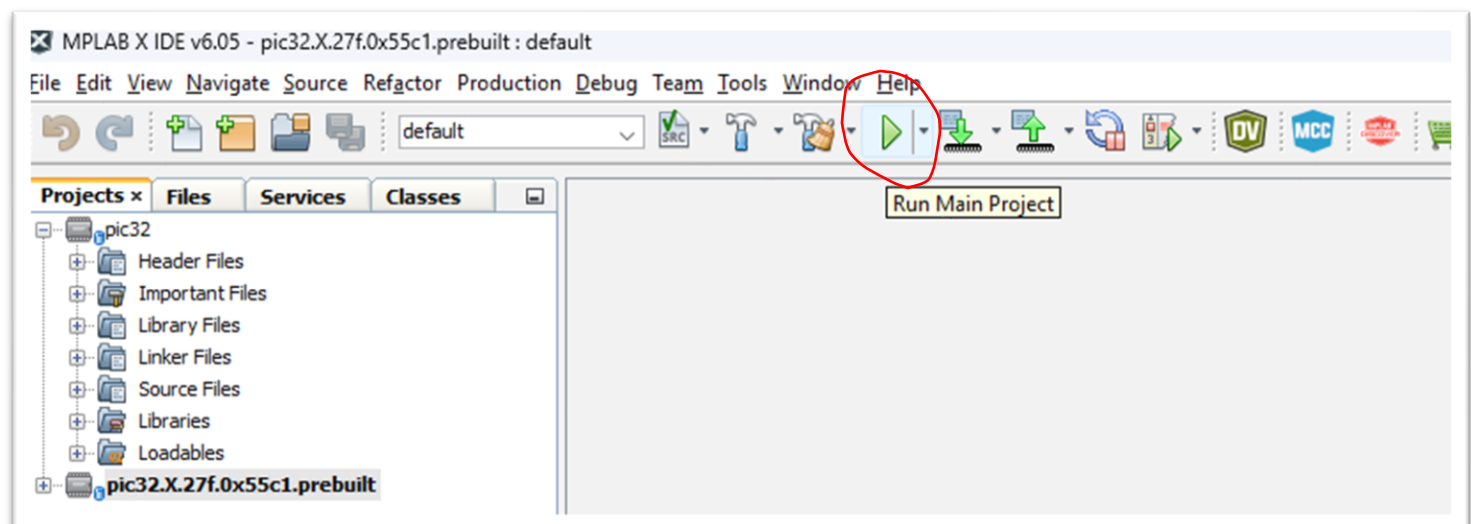 MPLAB X IDE v6.05 - pic32.X.27f.0x55c1.prebuilt : default
File Edit View Navigate Source Refactor Production Debug Team Tools Window Help
default SRC DV MCC
Projects × Files Services Classes
Run Main Project
pic32
Header Files
Important Files
Library Files
Linker Files
Source Files
Libraries
Loadables
pic32.X.27f.0x55c1.prebuilt